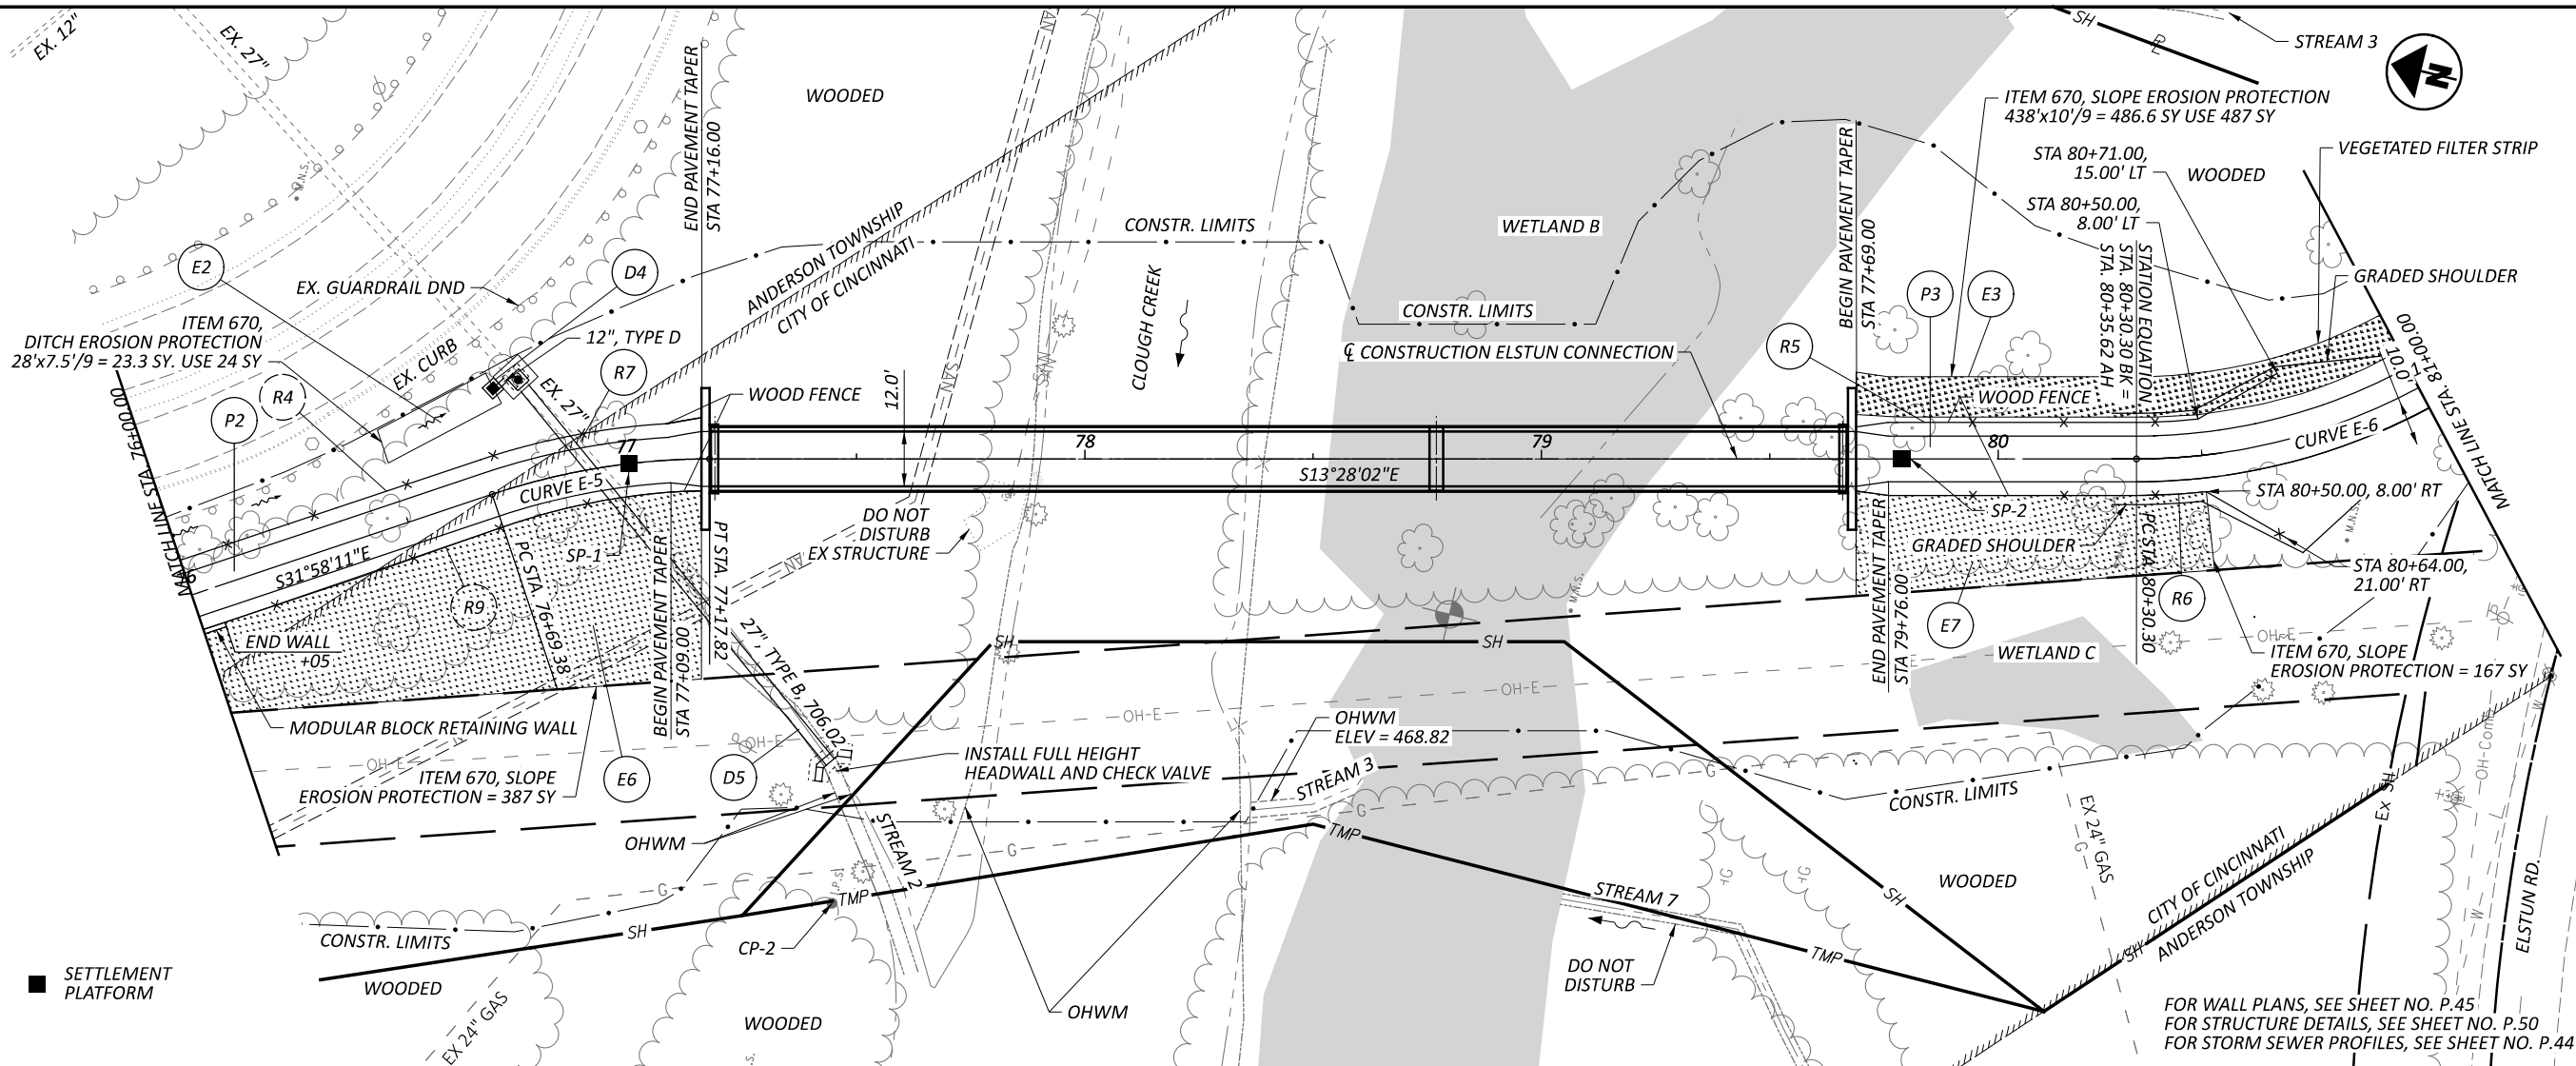 EX. 12"
EX. 27"
M.N.S.
END PAVEMENT TAPER
STA 77+16.00
WOODED
SH
PL
STREAM 3
N
ITEM 670, SLOPE EROSION PROTECTION
438'x10'/9 = 486.6 SY USE 487 SY
BEGIN PAVEMENT TAPER
STA 77+69.00
STA 80+71.00,
15.00' LT
WOODED
VEGETATED FILTER STRIP
STA 80+50.00,
8.00' LT
ANDERSON TOWNSHIP
CITY OF CINCINNATI
CONSTR. LIMITS
WETLAND B
E2
D4
EX. GUARDRAIL DND
CLOUGH CREEK
CONSTR. LIMITS
P3
E3
STATION EQUATION
STA. 80+30.30 BK =
STA. 80+35.62 AH
GRADED SHOULDER
ITEM 670,
DITCH EROSION PROTECTION
28'x7.5'/9 = 23.3 SY. USE 24 SY
EX. CURB
12", TYPE D
R7
℄ CONSTRUCTION ELSTUN CONNECTION
R5
EX. 27"
R4
P2
WOOD FENCE
12.0'
SAN
WOOD FENCE
10.0'
MATCH LINE STA. 76+00.00
MATCH LINE STA. 81+00.00
76
77
78
79
80
CURVE E-5
S13°28'02"E
CURVE E-6
S31°58'11"E
SP-1
DO NOT
DISTURB
EX STRUCTURE
SP-2
STA 80+50.00, 8.00' RT
M.N.S.
GRADED SHOULDER
PC STA 76+69.38
BEGIN PAVEMENT TAPER
STA 77+09.00
PT STA. 77+17.82
END PAVEMENT TAPER
STA 79+76.00
PC STA. 80+30.30
STA 80+64.00,
21.00' RT
R9
M.N.S.
E7
R6
END WALL
+05
27", TYPE B, 706.02
SH
SH
WETLAND C
OH-E
ITEM 670, SLOPE
EROSION PROTECTION = 167 SY
MODULAR BLOCK RETAINING WALL
OH-E
OH-E
OH-E
OH-E
OHWM
ELEV = 468.82
OH-Comm
ITEM 670, SLOPE
EROSION PROTECTION = 387 SY
E6
D5
INSTALL FULL HEIGHT
HEADWALL AND CHECK VALVE
STREAM 3
G
CONSTR. LIMITS
Ex SH
OHWM
STREAM 2
G
G
TMP
EX 24" GAS
G
CITY OF CINCINNATI
ANDERSON TOWNSHIP
TMP
STREAM 7
SH
WOODED
CONSTR. LIMITS
SH
CP-2
DO NOT
DISTURB
TMP
SH
ELSTUN RD.
W
SETTLEMENT
PLATFORM
WOODED
EX 24" GAS
WOODED
OHWM
FOR WALL PLANS, SEE SHEET NO. P.45
FOR STRUCTURE DETAILS, SEE SHEET NO. P.50
FOR STORM SEWER PROFILES, SEE SHEET NO. P.44